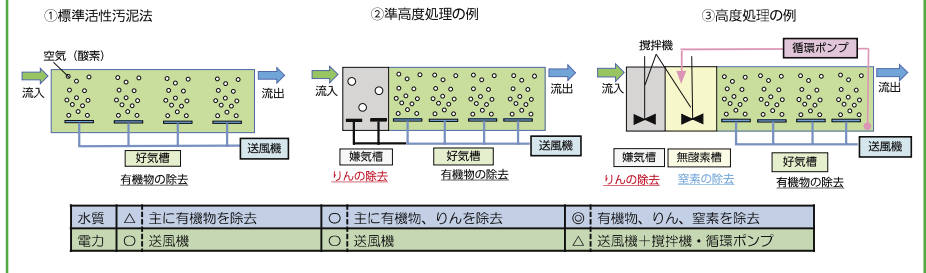 ①標準活性汚泥法
空気（酸素）
流入
流出
送風機
好気槽
有機物の除去
②準高度処理の例
流入
流出
送風機
嫌気槽
りんの除去
好気槽
有機物の除去
③高度処理の例
撹拌機
循環ポンプ
流入
流出
送風機
嫌気槽
りんの除去
無酸素槽
窒素の除去
好気槽
有機物の除去
水質 △ 主に有機物を除去 〇 主に有機物、りんを除去 ◎ 有機物、りん、窒素を除去
電力 〇 送風機 〇 送風機 △ 送風機＋撹拌機・循環ポンプ